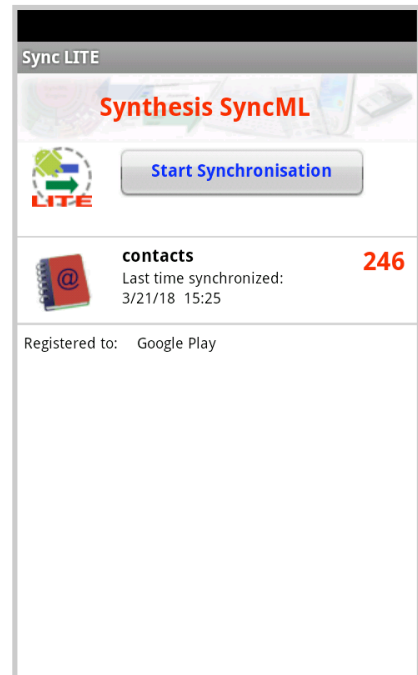 Sync LITE
Synthesis SyncML
LITE
Start Synchronisation
contacts
246
Last time synchronized:
3/21/18 15:25
@
Registered to: Google Play